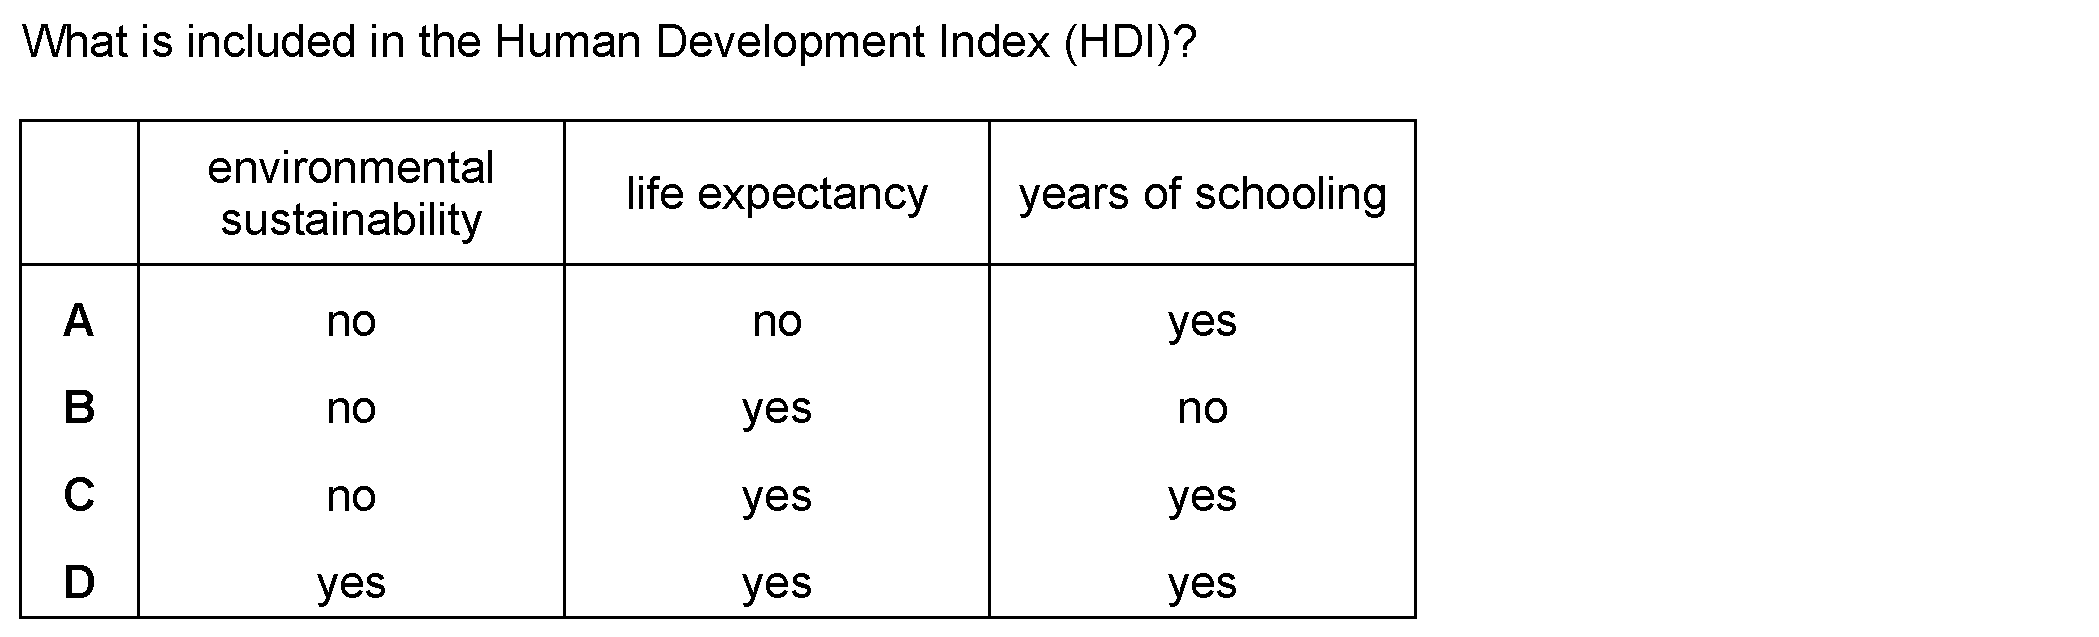 What is included in the Human Development Index (HDI)?
environmental
sustainability
life expectancy
years of schooling
A no no yes
B no yes no
C no yes yes
D yes yes yes